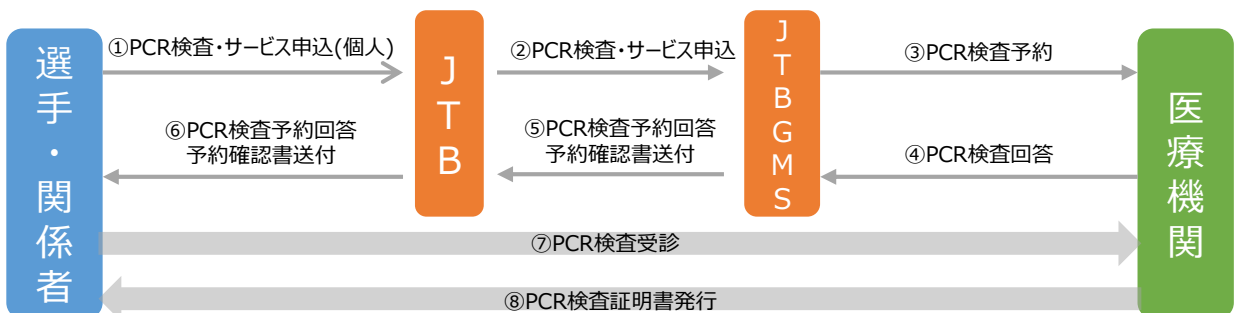 選手・関係者
①PCR検査・サービス申込(個人)
JTB
②PCR検査・サービス申込
JTBGMS
③PCR検査予約
医療機関
⑥PCR検査予約回答
予約確認書送付
⑤PCR検査予約回答
予約確認書送付
④PCR検査回答
⑦PCR検査受診
⑧PCR検査証明書発行